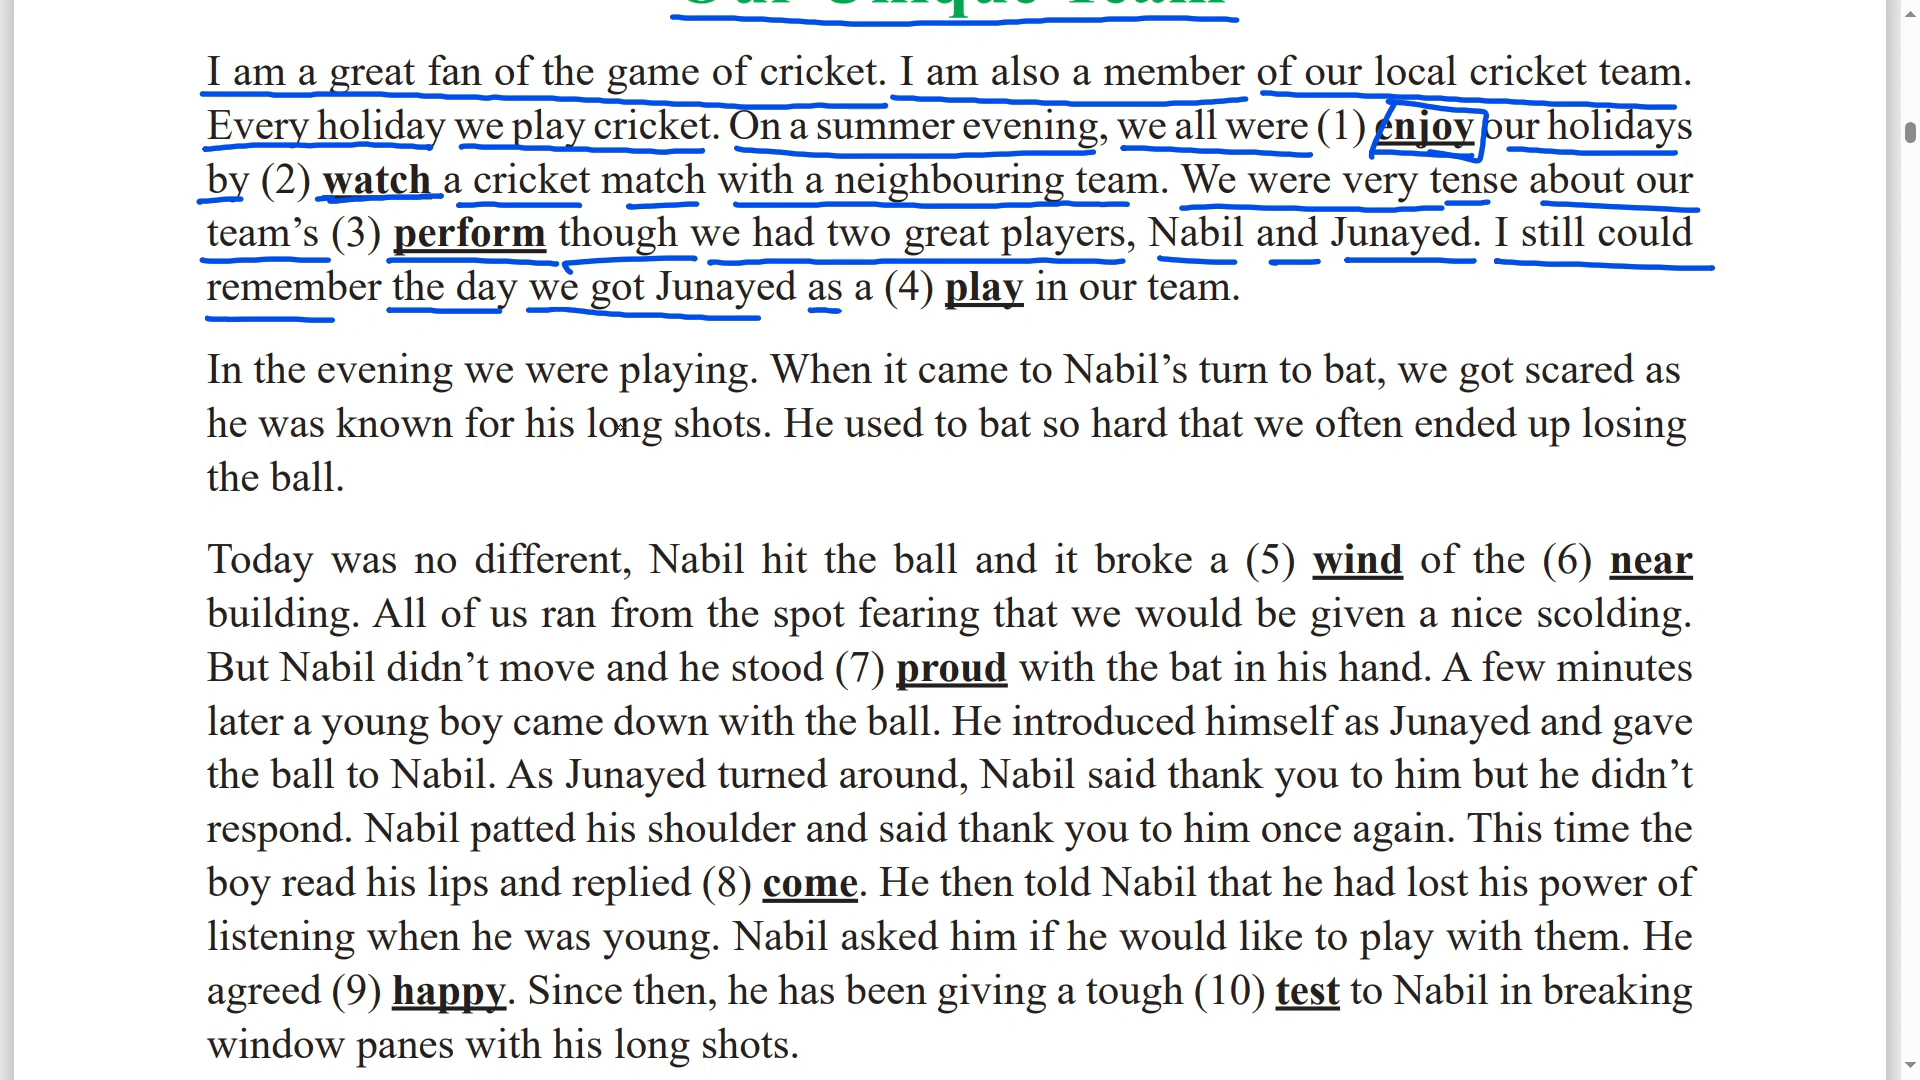 Our Unique Team
I am a great fan of the game of cricket. I am also a member of our local cricket team.
Every holiday we play cricket. On a summer evening, we all were (1) enjoy our holidays
by (2) watch a cricket match with a neighbouring team. We were very tense about our
team’s (3) perform though we had two great players, Nabil and Junayed. I still could
remember the day we got Junayed as a (4) play in our team.
In the evening we were playing. When it came to Nabil’s turn to bat, we got scared as
he was known for his long shots. He used to bat so hard that we often ended up losing
the ball.
Today was no different, Nabil hit the ball and it broke a (5) wind of the (6) near
building. All of us ran from the spot fearing that we would be given a nice scolding.
But Nabil didn’t move and he stood (7) proud with the bat in his hand. A few minutes
later a young boy came down with the ball. He introduced himself as Junayed and gave
the ball to Nabil. As Junayed turned around, Nabil said thank you to him but he didn’t
respond. Nabil patted his shoulder and said thank you to him once again. This time the
boy read his lips and replied (8) come. He then told Nabil that he had lost his power of
listening when he was young. Nabil asked him if he would like to play with them. He
agreed (9) happy. Since then, he has been giving a tough (10) test to Nabil in breaking
window panes with his long shots.